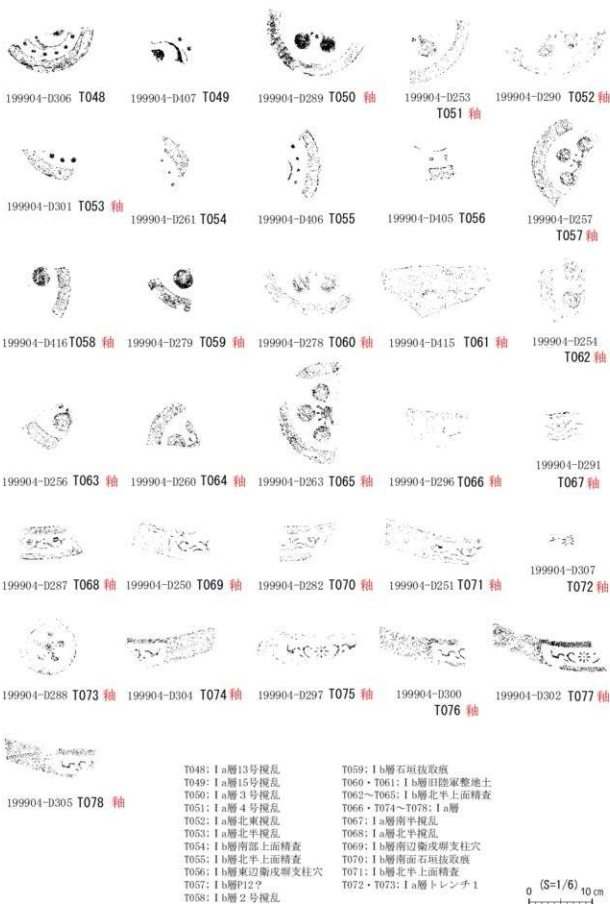 199904-D306 T048
199904-D407 T049
199904-D289 T050 釉
199904-D253
T051 釉
199904-D290 T052 釉
199904-D301 T053 釉
199904-D261 T054
199904-D406 T055
199904-D405 T056
199904-D257
T057 釉
199904-D416 T058 釉
199904-D279 T059 釉
199904-D278 T060 釉
199904-D415 T061 釉
199904-D254
T062 釉
199904-D256 T063 釉
199904-D260 T064 釉
199904-D263 T065 釉
199904-D296 T066 釉
199904-D291
T067 釉
199904-D287 T068 釉
199904-D250 T069 釉
199904-D282 T070 釉
199904-D251 T071 釉
199904-D307
T072 釉
199904-D288 T073 釉
199904-D304 T074 釉
199904-D297 T075 釉
199904-D300
T076 釉
199904-D302 T077 釉
199904-D305 T078 釉
T048;Ⅰa層13号撹乱
T049;Ⅰa層15号撹乱
T050;Ⅰa層3号撹乱
T051;Ⅰa層4号撹乱
T052;Ⅰa層北東撹乱
T053;Ⅰa層北半撹乱
T054;Ⅰb層南部上面精査
T055;Ⅰb層北半上面精査
T056;Ⅰb層東辺衛戍塀支柱穴
T057;Ⅰb層P12?
T058;Ⅰb層2号撹乱
T059;Ⅰb層石垣抜取痕
T060・T061;Ⅰb層旧陸軍整地土
T062~T065;Ⅰb層北半上面精査
T066・T074~T078;Ⅰa層
T067;Ⅰa層南半撹乱
T068;Ⅰa層北半撹乱
T069;Ⅰb層南辺衛戍塀支柱穴
T070;Ⅰb層南面石垣抜取痕
T071;Ⅰb層北半上面精査
T072・T073;Ⅰa層トレンチ1
0 (S=1/6) 10cm